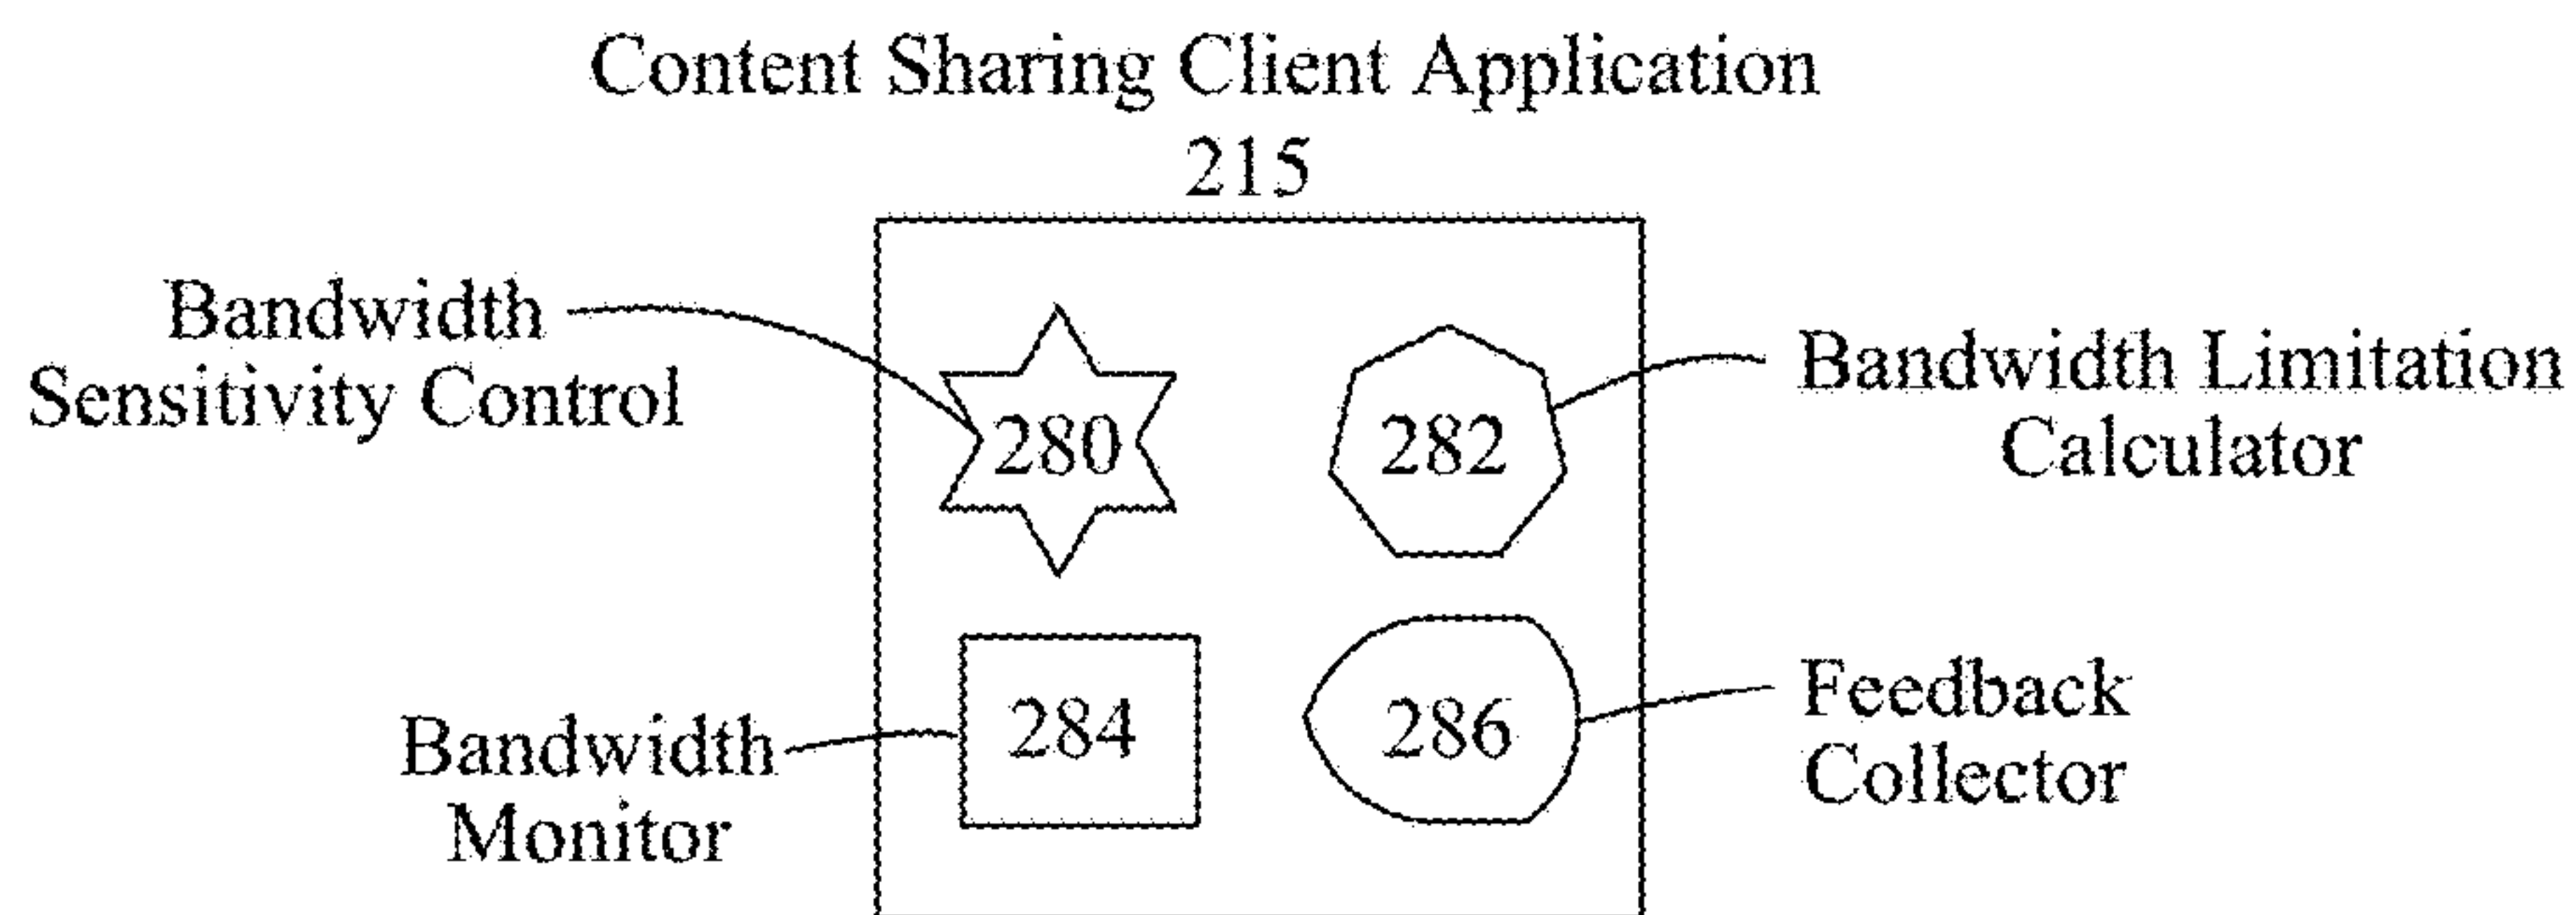 Content Sharing Client Application
215
Bandwidth
Sensitivity Control
280
282
Bandwidth Limitation
Calculator
Bandwidth
Monitor
284
286
Feedback
Collector